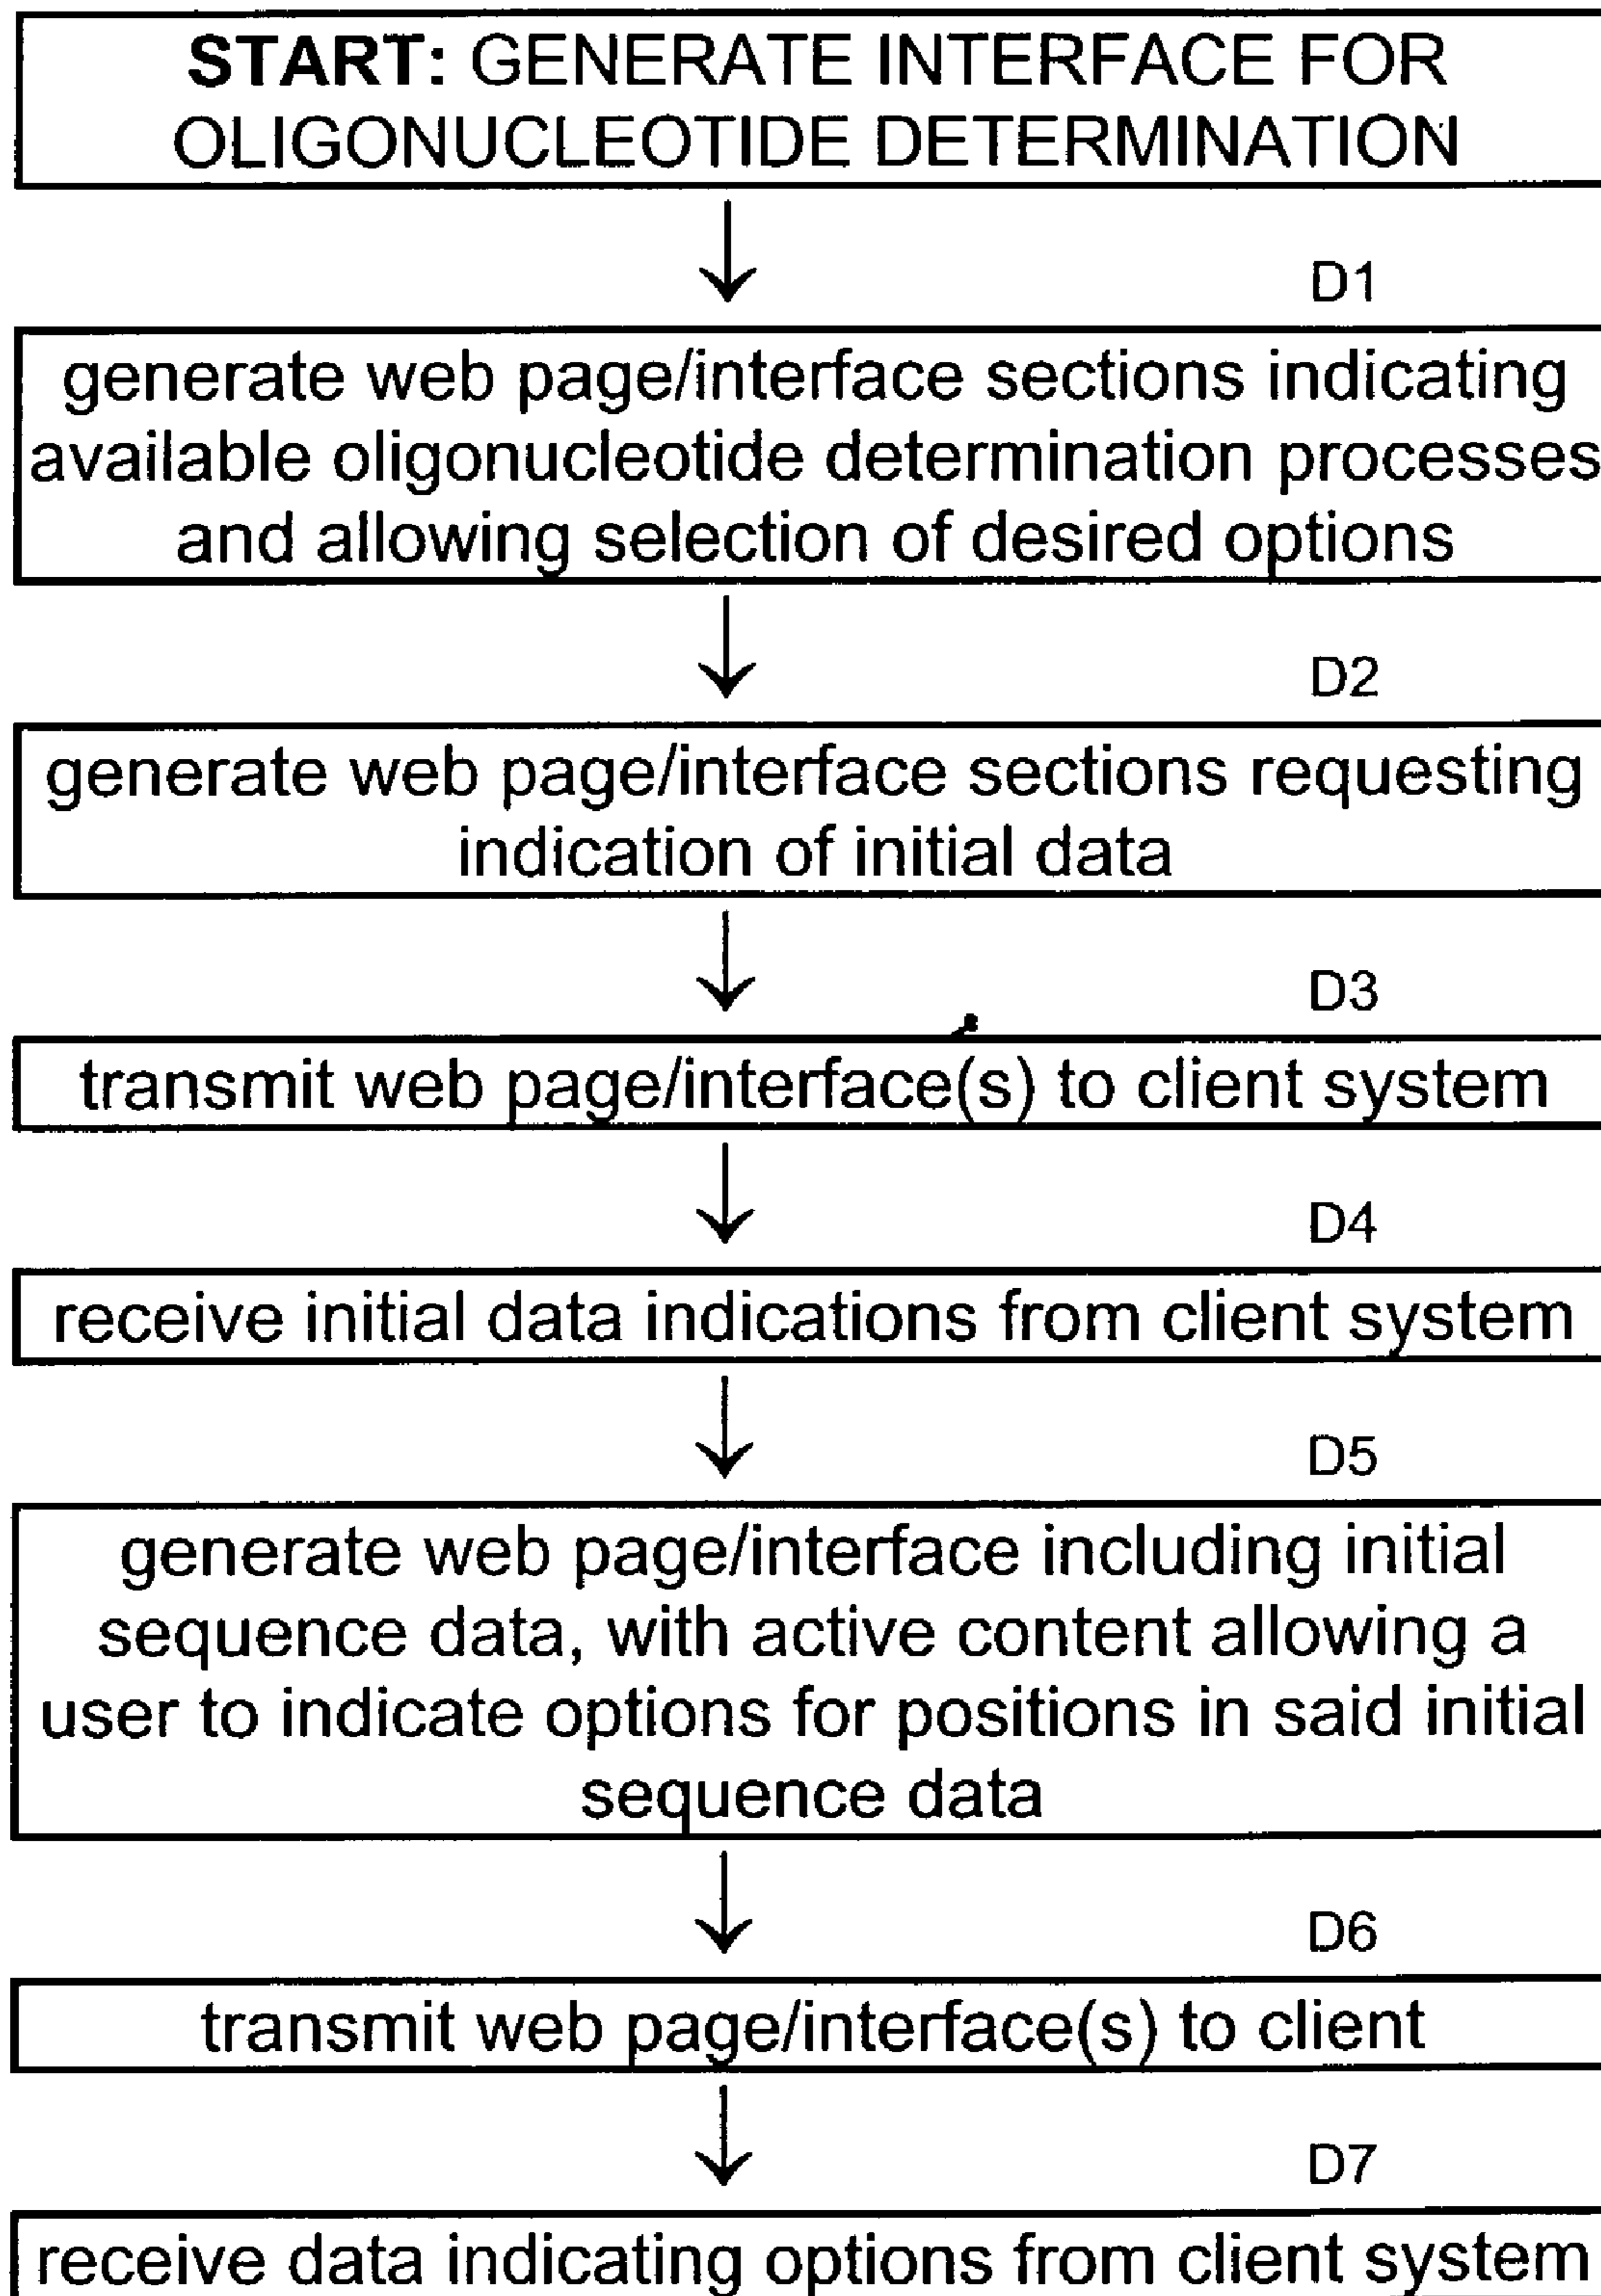 START: GENERATE INTERFACE FOR
OLIGONUCLEOTIDE DETERMINATION
D1
generate web page/interface sections indicating
available oligonucleotide determination processes
and allowing selection of desired options
D2
generate web page/interface sections requesting
indication of initial data
D3
transmit web page/interface(s) to client system
D4
receive initial data indications from client system
D5
generate web page/interface including initial
sequence data, with active content allowing a
user to indicate options for positions in said initial
sequence data
D6
transmit web page/interface(s) to client
D7
receive data indicating options from client system